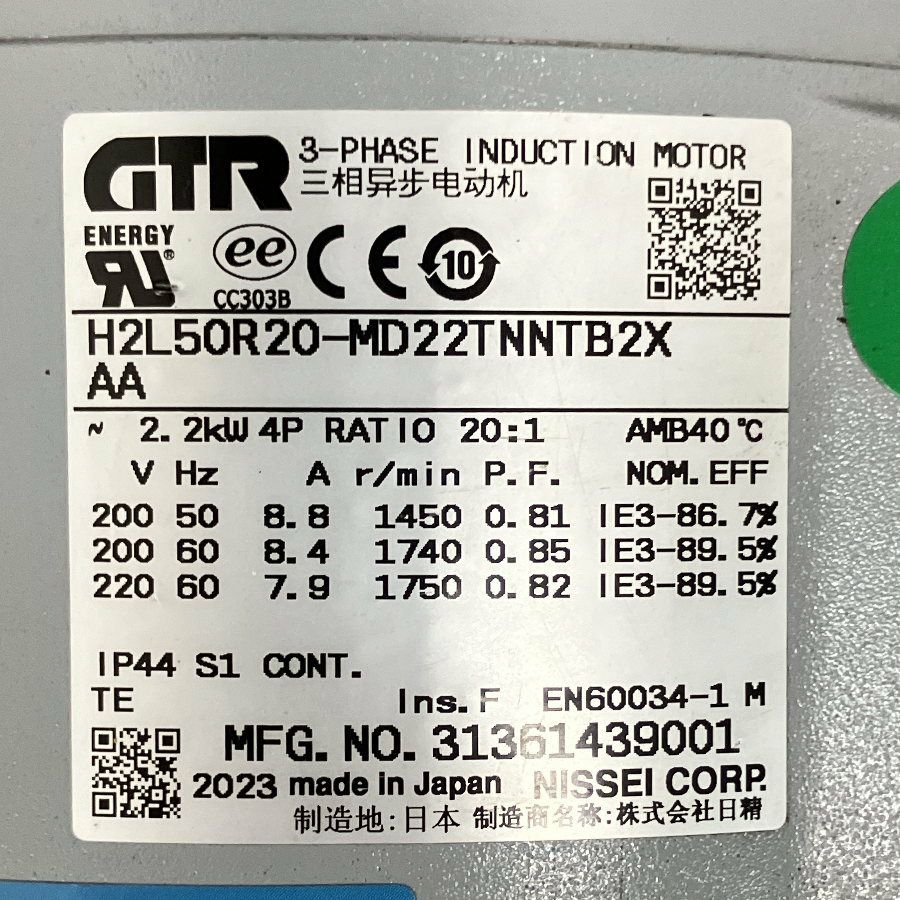 GTR 3-PHASE INDUCTION MOTOR
三相异步电动机
ENERGY
ee
CC303B
CE
10
H2L50R20-MD22TNNTB2X
AA
~ 2.2kW 4P RATIO 20:1 AMB40℃
V Hz A r/min P.F. NOM.EFF
200 50 8.8 1450 0.81 IE3-86.7%
200 60 8.4 1740 0.85 IE3-89.5%
220 60 7.9 1750 0.82 IE3-89.5%
IP44 S1 CONT.
TE Ins.F EN60034-1 M
MFG.NO.31361439001
2023 made in Japan NISSEI CORP.
制造地:日本 制造商名称:株式会社日精